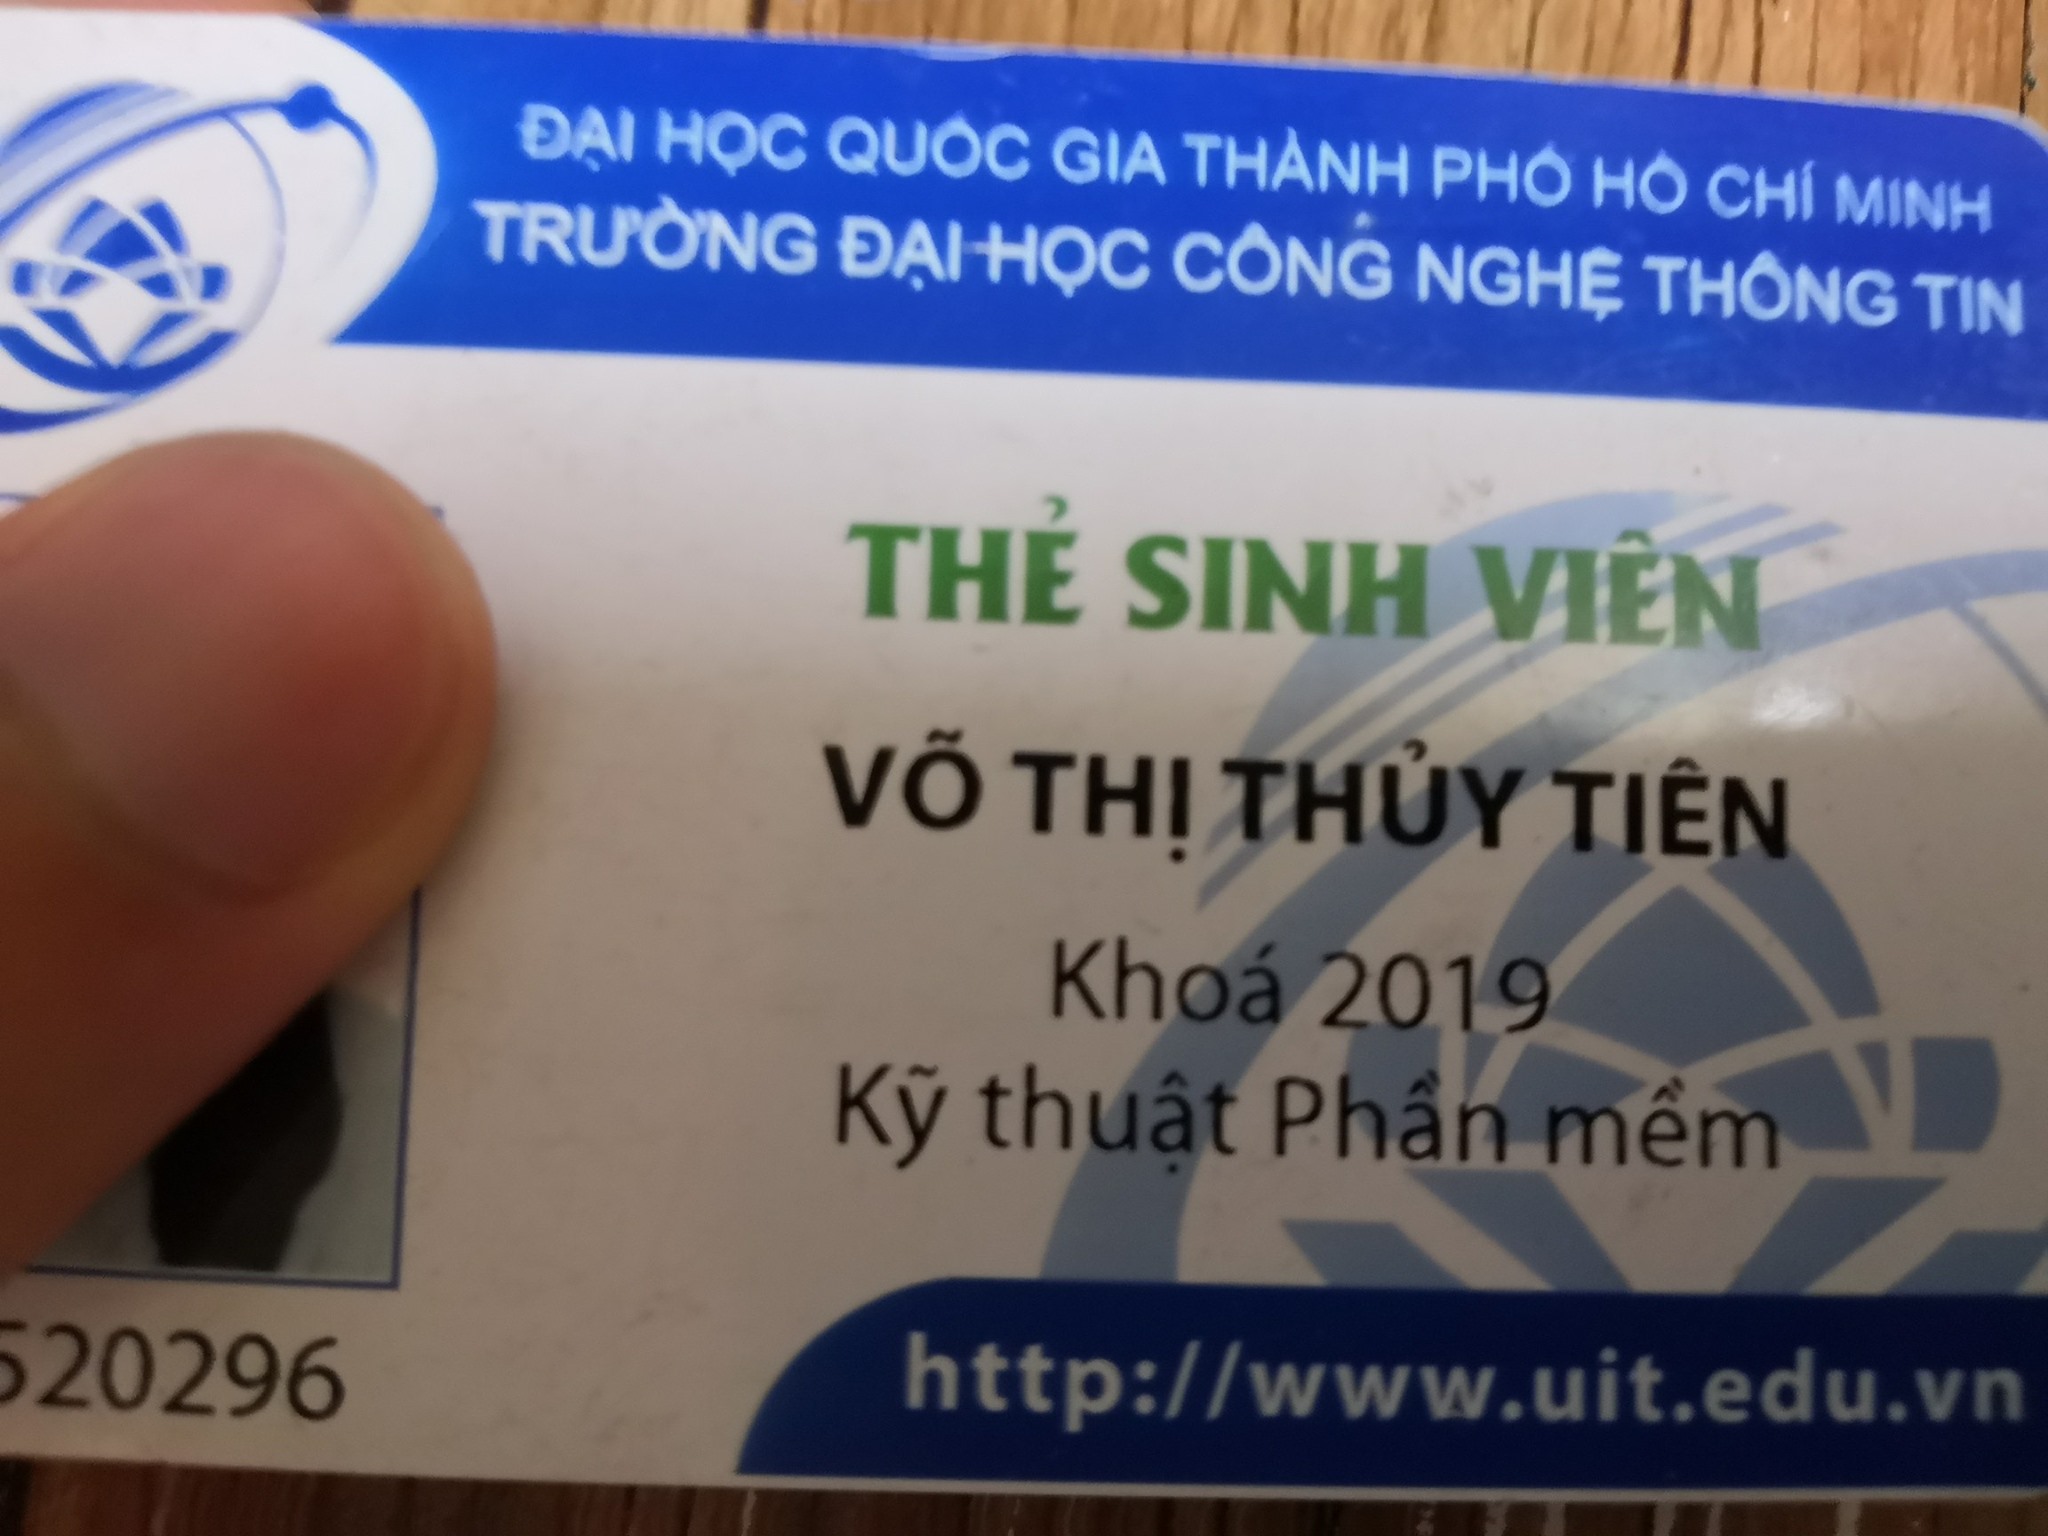 ĐẠI HỌC QUỐC GIA THÀNH PHỐ HỒ CHÍ MINH
TRƯỜNG ĐẠI HỌC CÔNG NGHỆ THÔNG TIN
THẺ SINH VIÊN
VÕ THỊ THỦY TIÊN
Khoá 2019
Kỹ thuật Phần mềm
520296
http://www.uit.edu.vn